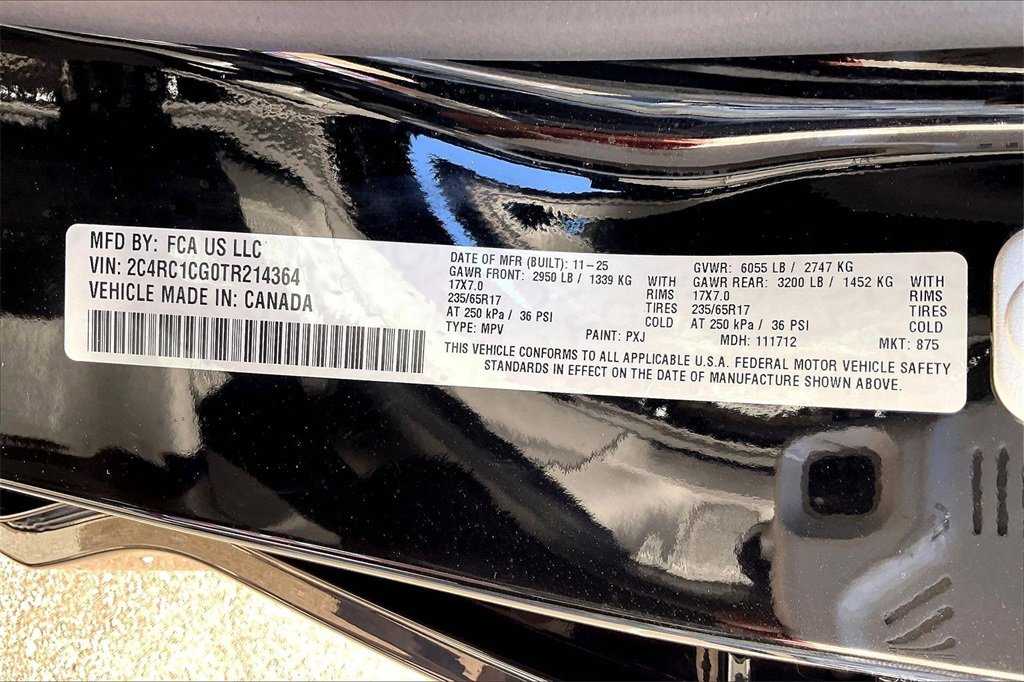 MFD BY: FCA US LLC
VIN: 2C4RC1CG0TR214364
VEHICLE MADE IN: CANADA
DATE OF MFR (BUILT): 11-25
GAWR FRONT: 2950 LB / 1339 KG WITH
17X7.0 RIMS
235/65R17 TIRES
AT 250 kPa / 36 PSI COLD
TYPE: MPV PAINT: PXJ
GVWR: 6055 LB / 2747 KG
GAWR REAR: 3200 LB / 1452 KG WITH
17X7.0 RIMS
235/65R17 TIRES
AT 250 kPa / 36 PSI COLD
MDH: 111712 MKT: 875
THIS VEHICLE CONFORMS TO ALL APPLICABLE U.S.A. FEDERAL MOTOR VEHICLE SAFETY
STANDARDS IN EFFECT ON THE DATE OF MANUFACTURE SHOWN ABOVE.